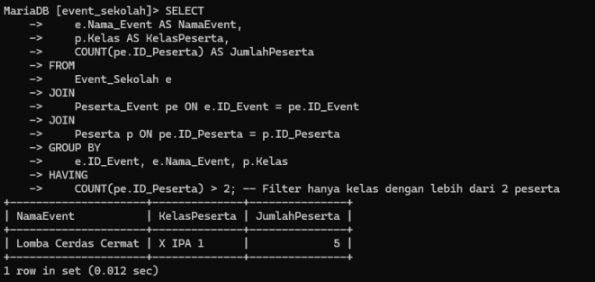 MariaDB [event_sekolah]> SELECT
    ->     e.Nama_Event AS NamaEvent,
    ->     p.Kelas AS KelasPeserta,
    ->     COUNT(pe.ID_Peserta) AS JumlahPeserta
    -> FROM
    ->     Event_Sekolah e
    -> JOIN
    ->     Peserta_Event pe ON e.ID_Event = pe.ID_Event
    -> JOIN
    ->     Peserta p ON pe.ID_Peserta = p.ID_Peserta
    -> GROUP BY
    ->     e.ID_Event, e.Nama_Event, p.Kelas
    -> HAVING
    ->     COUNT(pe.ID_Peserta) > 2; -- Filter hanya kelas dengan lebih dari 2 peserta
+---------------------+--------------+---------------+
| NamaEvent           | KelasPeserta | JumlahPeserta |
+---------------------+--------------+---------------+
| Lomba Cerdas Cermat | X IPA 1      |             5 |
+---------------------+--------------+---------------+
1 row in set (0.012 sec)